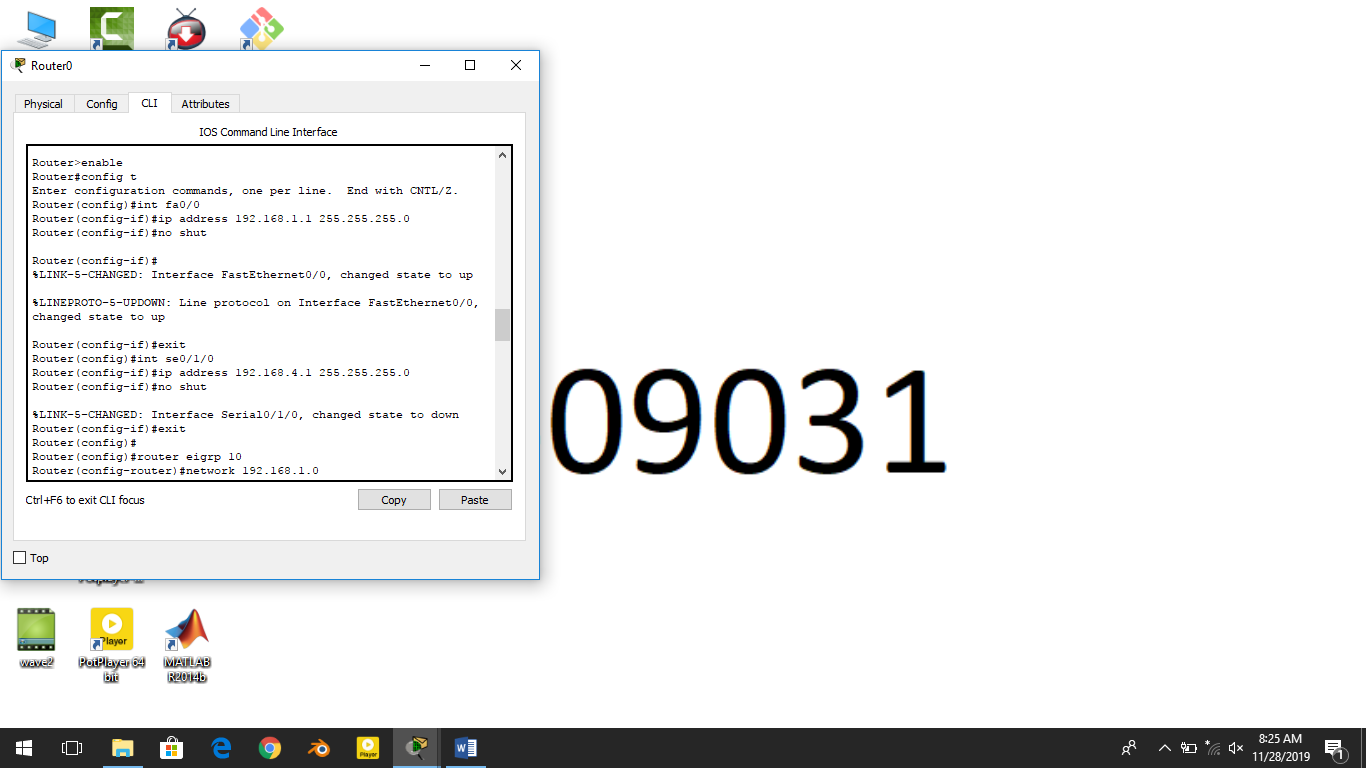 Router0
Physical
Config
CLI
Attributes
IOS Command Line Interface
Router>enable
Router#config t
Enter configuration commands, one per line.  End with CNTL/Z.
Router(config)#int fa0/0
Router(config-if)#ip address 192.168.1.1 255.255.255.0
Router(config-if)#no shut
Router(config-if)#
%LINK-5-CHANGED: Interface FastEthernet0/0, changed state to up
%LINEPROTO-5-UPDOWN: Line protocol on Interface FastEthernet0/0,
changed state to up
Router(config-if)#exit
Router(config)#int se0/1/0
Router(config-if)#ip address 192.168.4.1 255.255.255.0
Router(config-if)#no shut
%LINK-5-CHANGED: Interface Serial0/1/0, changed state to down
Router(config-if)#exit
Router(config)#
Router(config)#router eigrp 10
Router(config-router)#network 192.168.1.0
Ctrl+F6 to exit CLI focus
Copy
Paste
Top
09031
wave2
PotPlayer 64
bit
MATLAB
R2014b
Player
Player
8:25 AM
11/28/2019
1